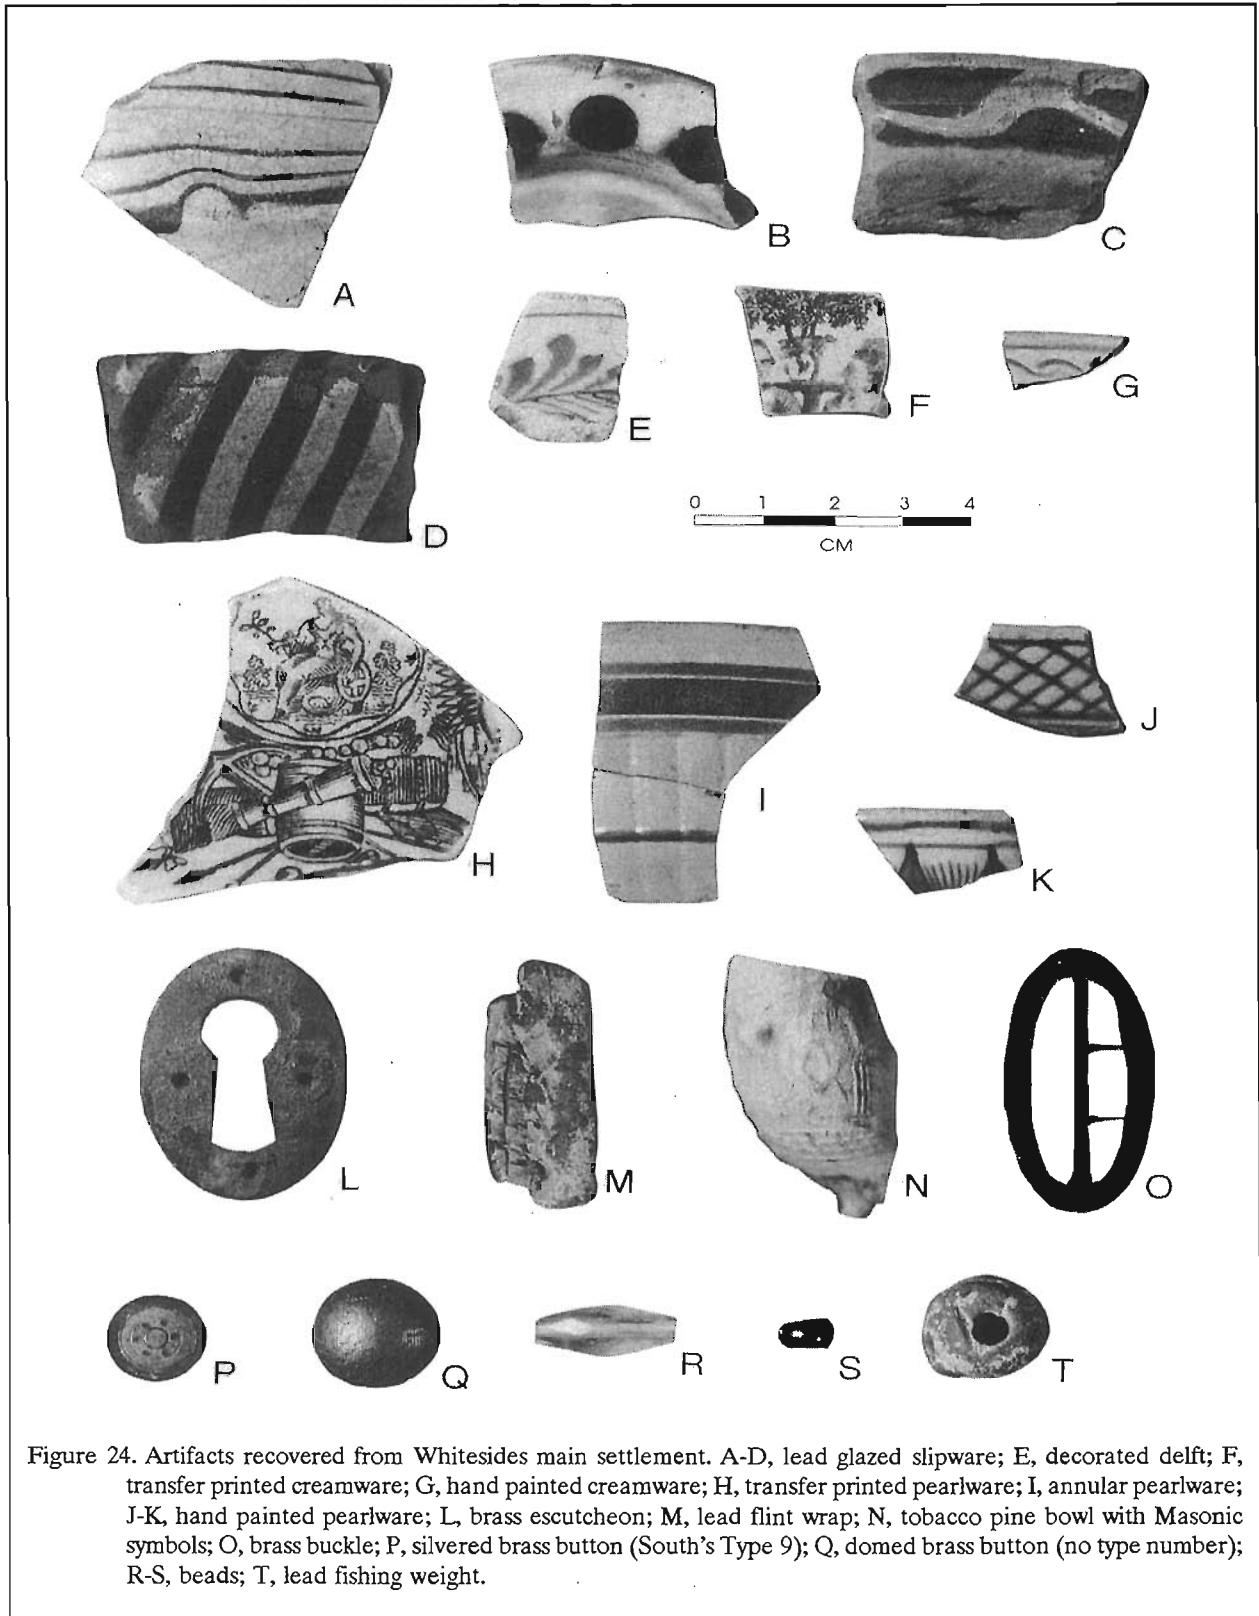 A
B
C
D
E
F
G
0 1 2 3 4
CM
H
I
J
K
L
M
N
O
P
Q
R
S
T
Figure 24. Artifacts recovered from Whitesides main settlement. A-D, lead glazed slipware; E, decorated delft; F,
transfer printed creamware; G, hand painted creamware; H, transfer printed pearlware; I, annular pearlware;
J-K, hand painted pearlware; L, brass escutcheon; M, lead flint wrap; N, tobacco pine bowl with Masonic
symbols; O, brass buckle; P, silvered brass button (South's Type 9); Q, domed brass button (no type number);
R-S, beads; T, lead fishing weight.